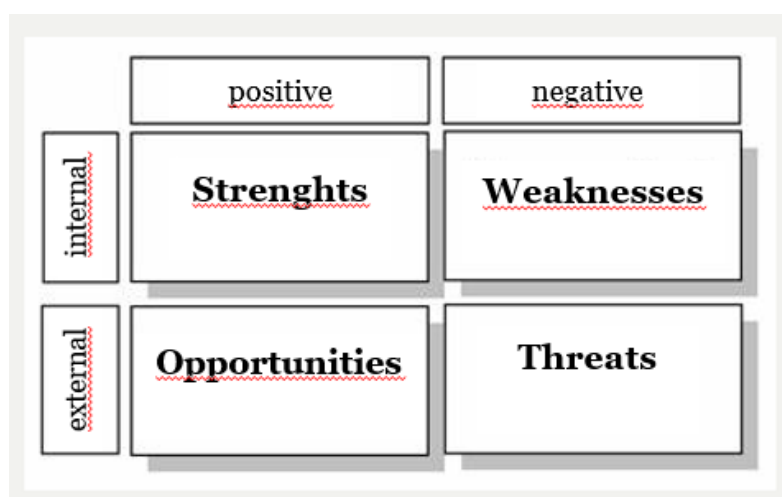 positive
negative
internal
Strenghts
Weaknesses
external
Opportunities
Threats